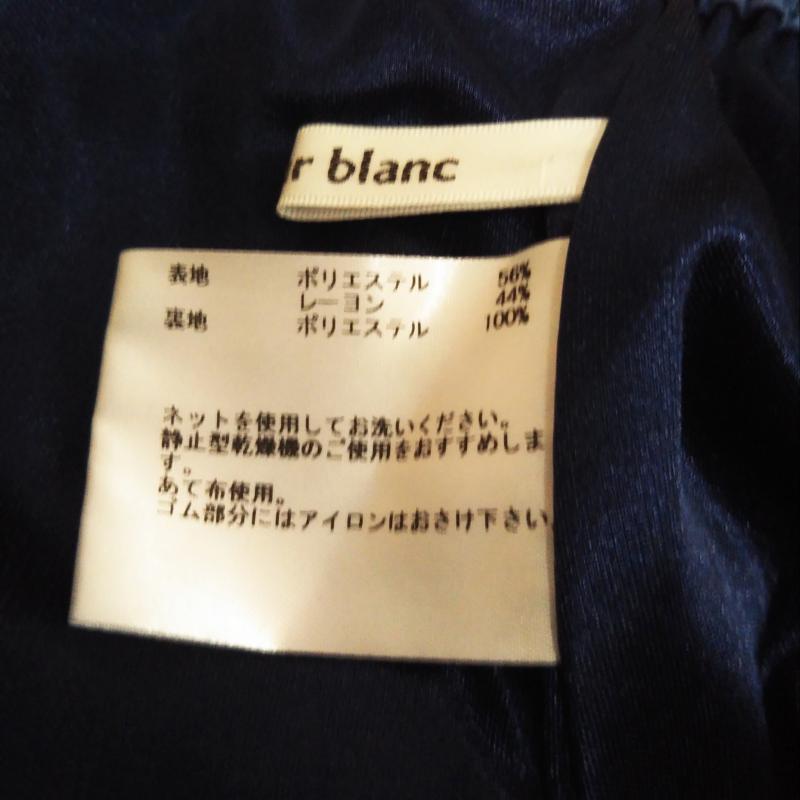 r blanc
表地 ポリエステル 56%
レーヨン 44%
裏地 ポリエステル 100%
ネットを使用してお洗いください。
静止型乾燥機のご使用をおすすめしま
す。
あて布使用。
ゴム部分にはアイロンはおさけ下さい